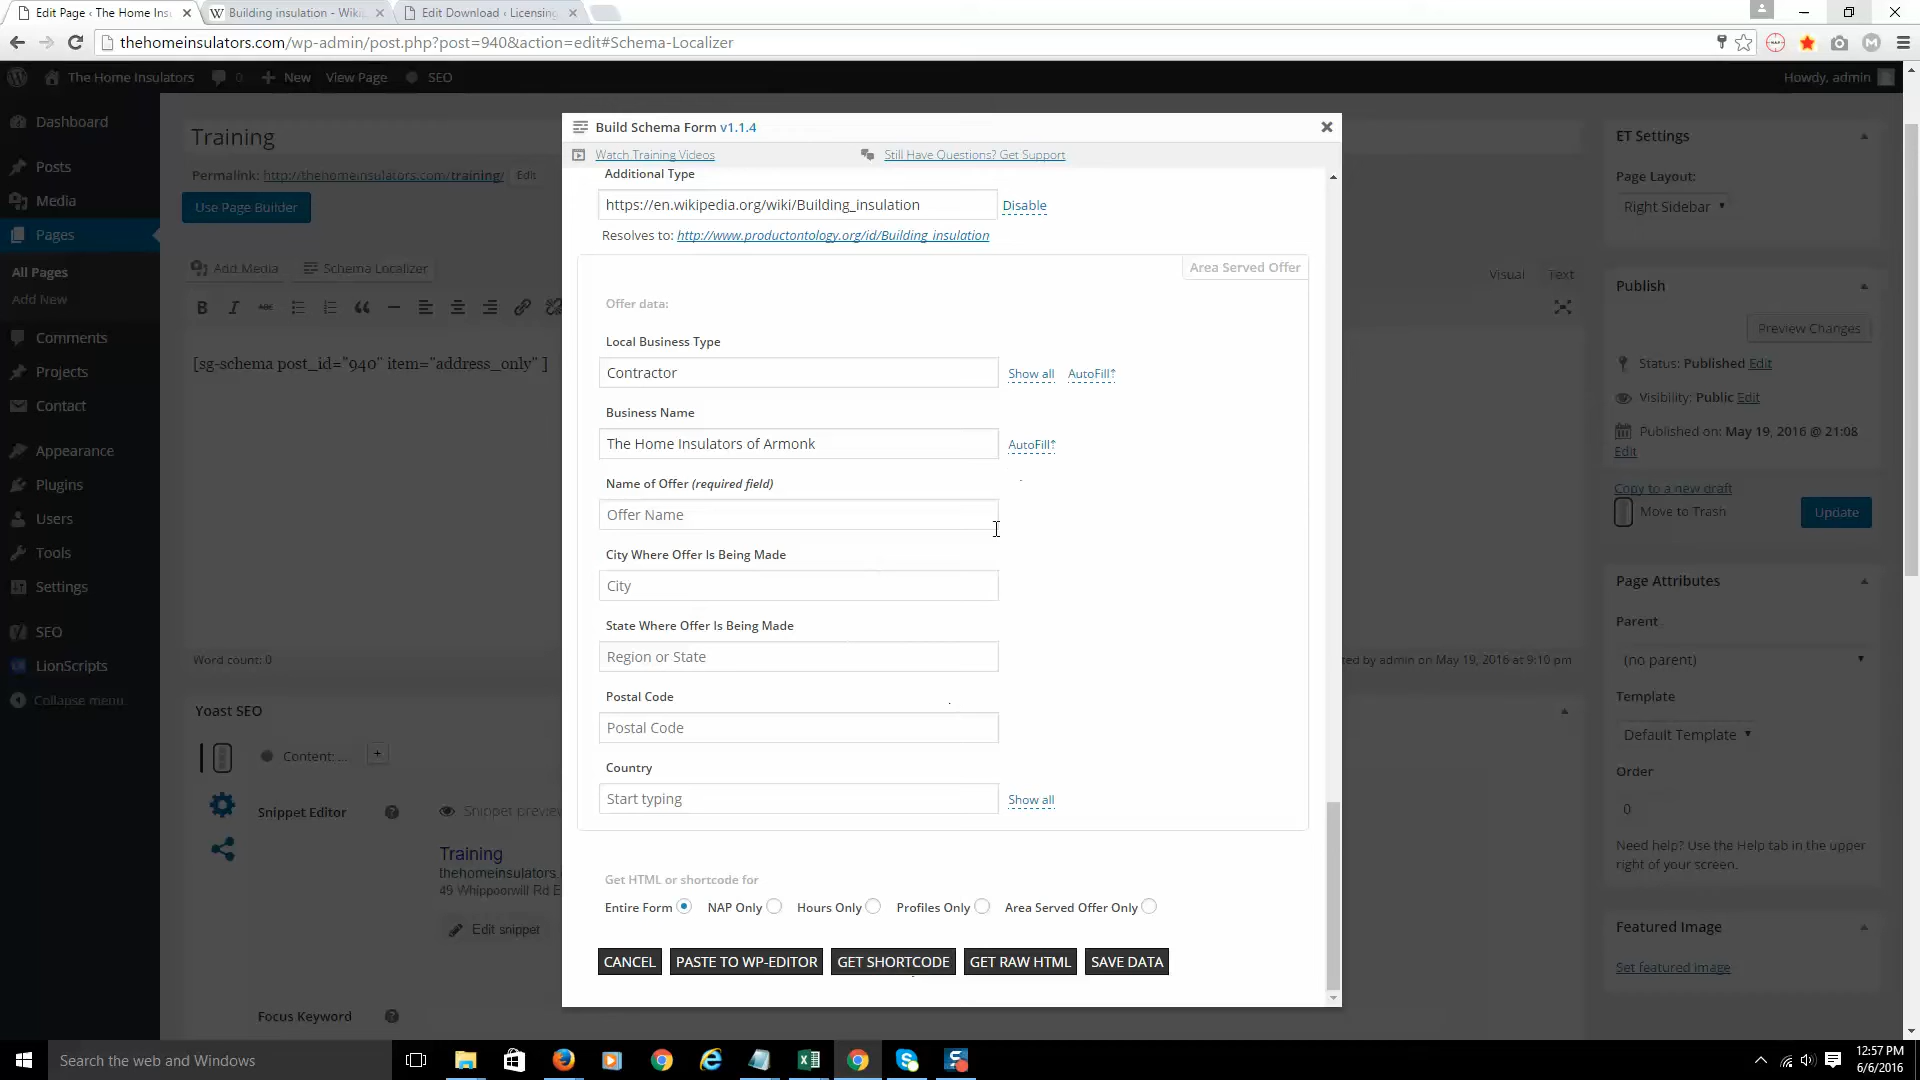 Edit Page ‹ The Home Ins
Building insulation - Wiki
Edit Download ‹ Licensing
thehomeinsulators.com/wp-admin/post.php?post=940&action=edit#Schema-Localizer
The Home Insulators
0
New
View Page
SEO
Howdy, admin
Dashboard
Posts
Media
Pages
All Pages
Add New
Comments
Projects
Contact
Appearance
Plugins
Users
Tools
Settings
SEO
LionScripts
Collapse menu
Training
Permalink: http://thehomeinsulators.com/training/ Edit
Use Page Builder
Add Media
Schema Localizer
Visual
Text
B I ABC
[sg-schema post_id="940" item="address_only" ]
Word count: 0
ted by admin on May 19, 2016 at 9:10 pm
Yoast SEO
Content: ...
+
Snippet Editor
Snippet preview
Training
thehomeinsulators.
49 Whippoorwill Rd E
Edit snippet
Focus Keyword
Build Schema Form v1.1.4
Watch Training Videos
Still Have Questions? Get Support
Additional Type
https://en.wikipedia.org/wiki/Building_insulation
Disable
Resolves to: http://www.productontology.org/id/Building_insulation
Area Served Offer
Offer data:
Local Business Type
Contractor
Show all
AutoFill
Business Name
The Home Insulators of Armonk
AutoFill
Name of Offer (required field)
Offer Name
City Where Offer Is Being Made
City
State Where Offer Is Being Made
Region or State
Postal Code
Postal Code
Country
Start typing
Show all
Get HTML or shortcode for
Entire Form
NAP Only
Hours Only
Profiles Only
Area Served Offer Only
CANCEL
PASTE TO WP-EDITOR
GET SHORTCODE
GET RAW HTML
SAVE DATA
ET Settings
Page Layout:
Right Sidebar
Publish
Preview Changes
Status: Published Edit
Visibility: Public Edit
Published on: May 19, 2016 @ 21:08
Edit
Copy to a new draft
Move to Trash
Update
Page Attributes
Parent
(no parent)
Template
Default Template
Order
0
Need help? Use the Help tab in the upper
right of your screen.
Featured Image
Set featured image
Search the web and Windows
12:57 PM
6/6/2016